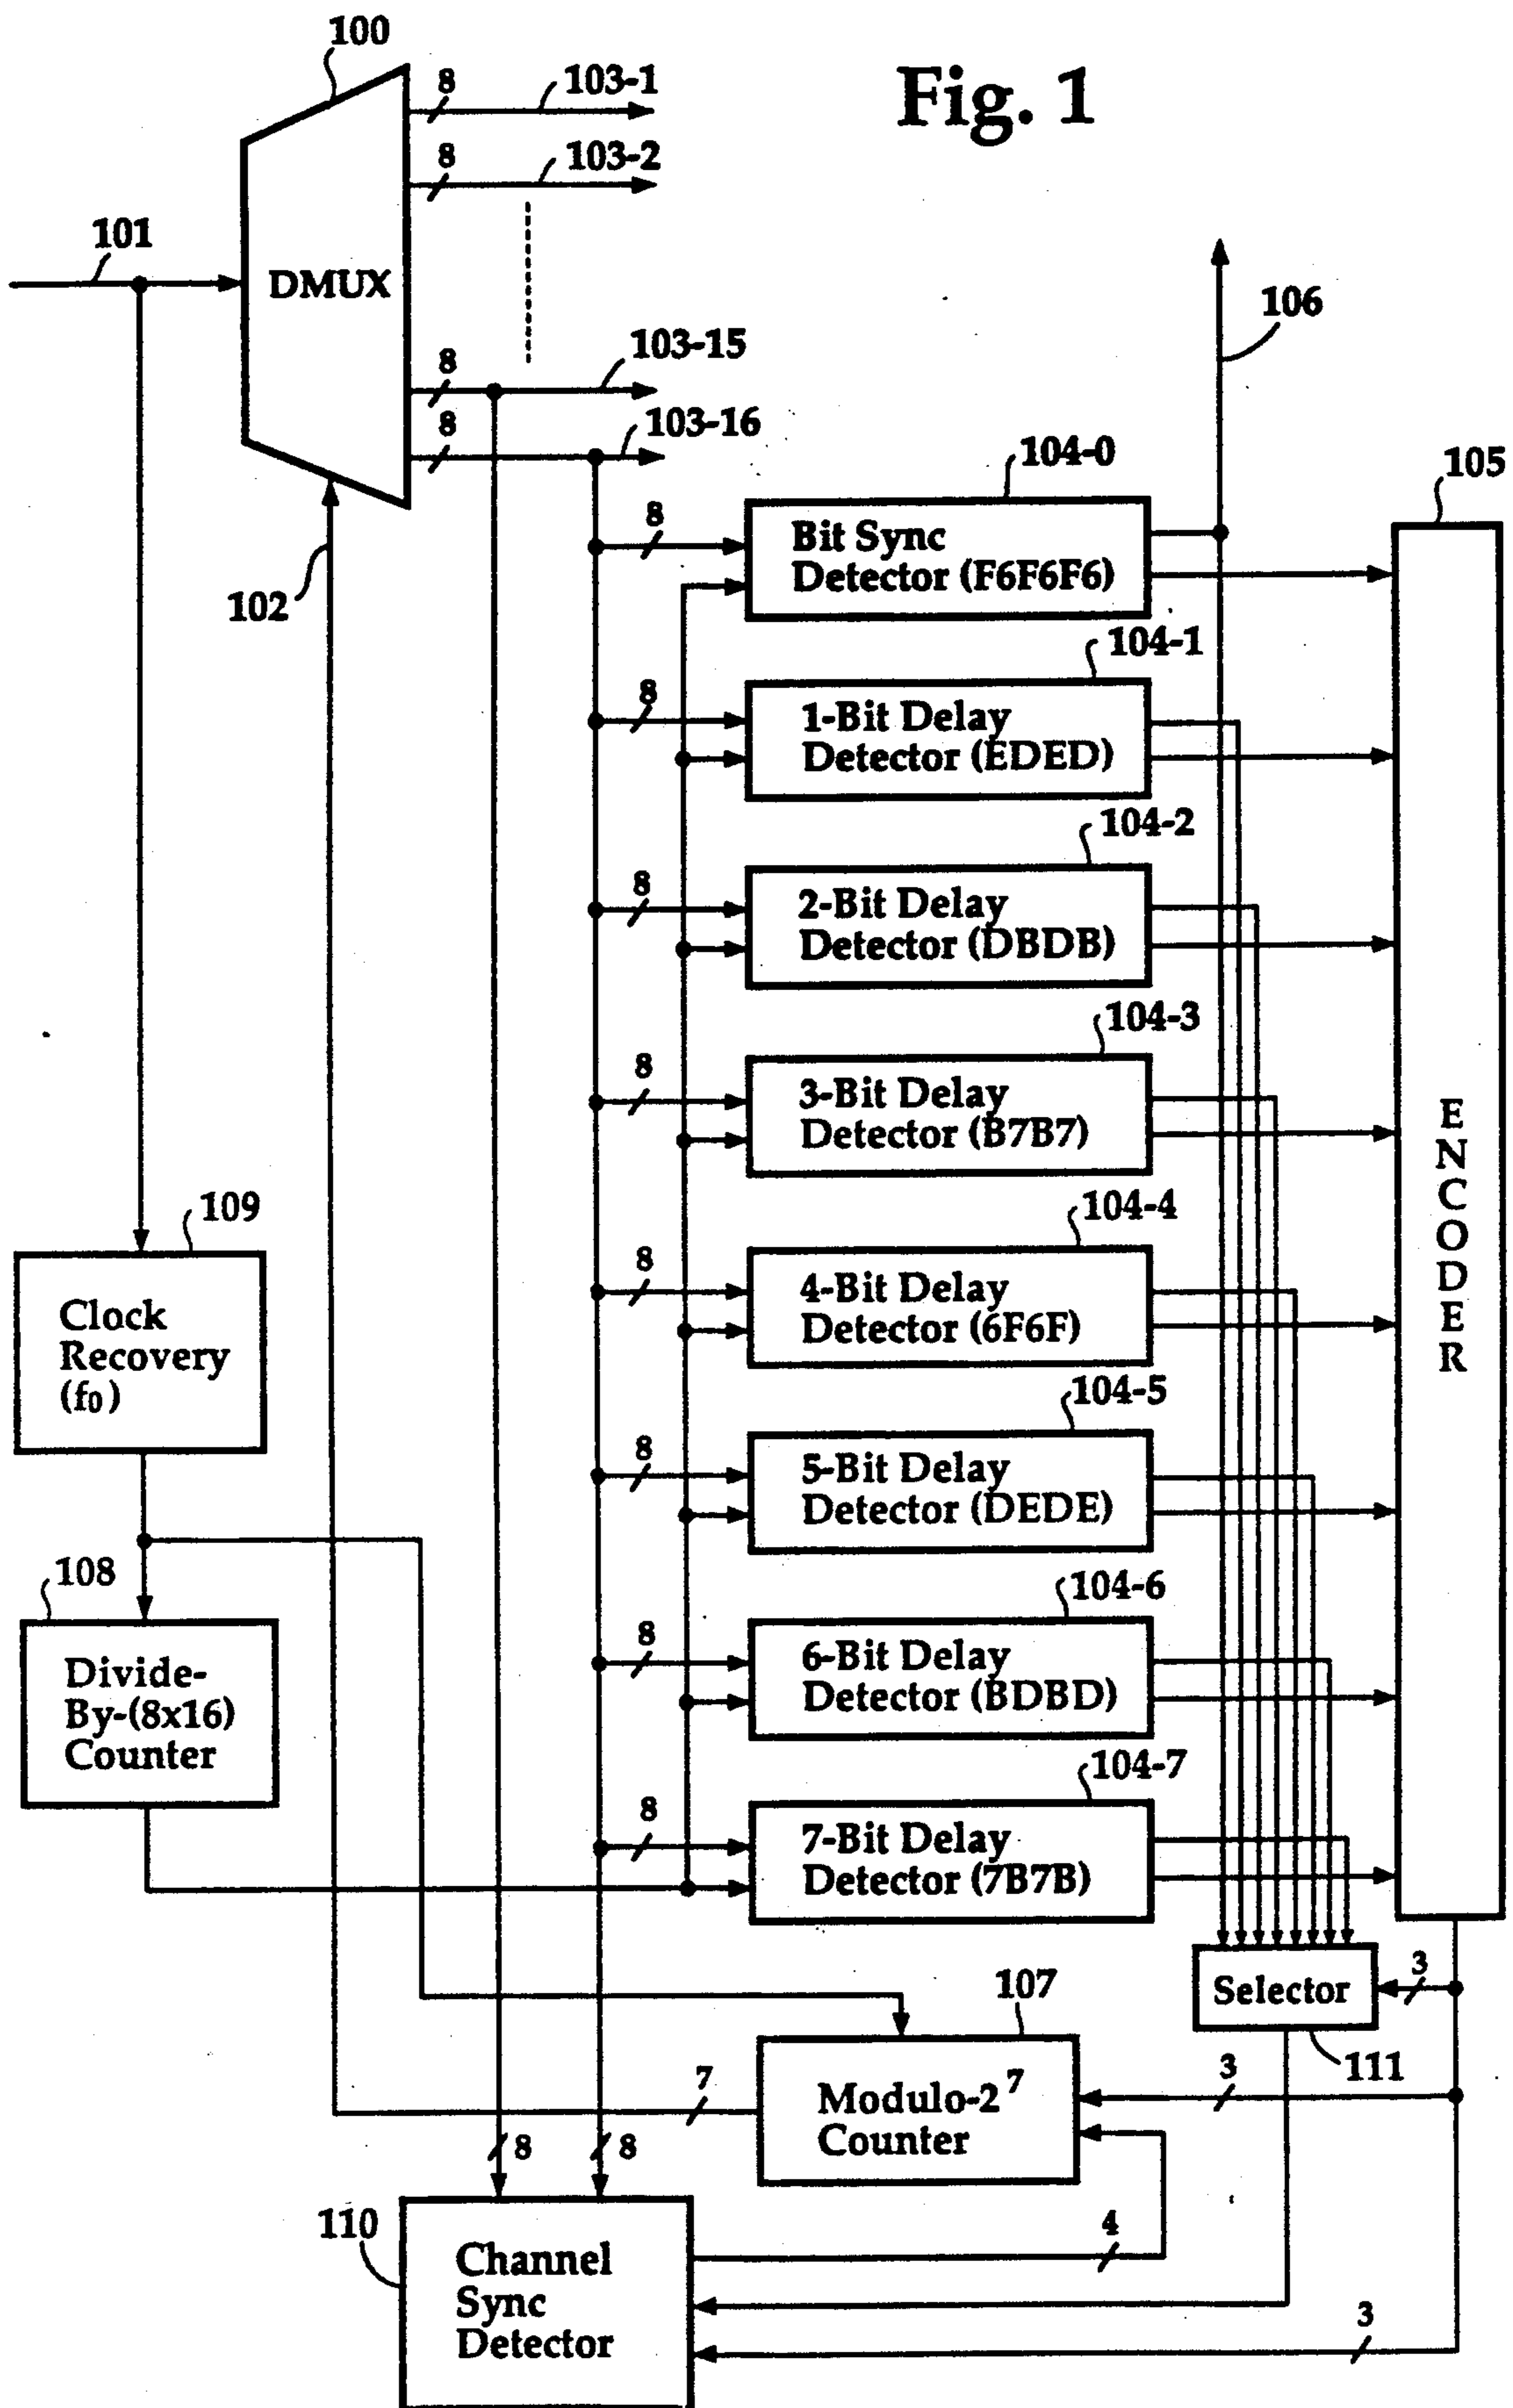 Fig. 1
100
8
103-1
8
103-2
101
DMUX
106
8
103-15
8
103-16
102
104-0
105
8
Bit Sync
Detector (F6F6F6)
104-1
8
1-Bit Delay
Detector (EDED)
104-2
8
2-Bit Delay
Detector (DBDB)
104-3
8
3-Bit Delay
Detector (B7B7)
E
N
C
O
D
E
R
109
Clock
Recovery
(f0)
104-4
8
4-Bit Delay
Detector (6F6F)
104-5
8
5-Bit Delay
Detector (DEDE)
108
Divide-
By-(8x16)
Counter
104-6
8
6-Bit Delay
Detector (BDBD)
104-7
8
7-Bit Delay
Detector (7B7B)
Selector
3
111
107
7
Modulo-2 7
Counter
3
8
8
110
Channel
Sync
Detector
4
3